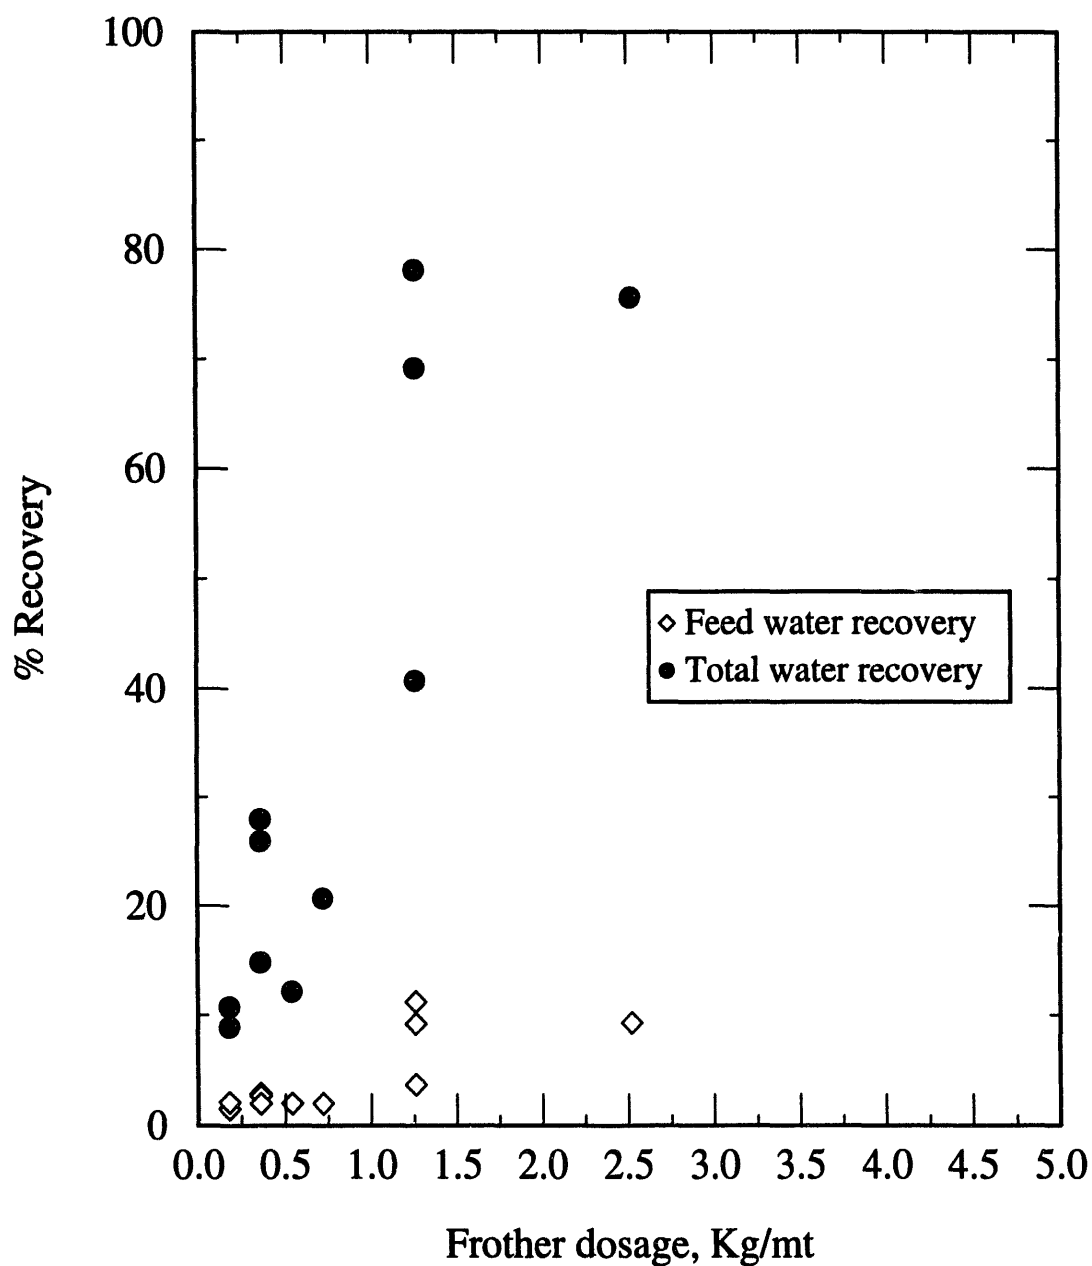 100
80
60
40
20
0
% Recovery
◇ Feed water recovery
● Total water recovery
0.0 0.5 1.0 1.5 2.0 2.5 3.0 3.5 4.0 4.5 5.0
Frother dosage, Kg/mt